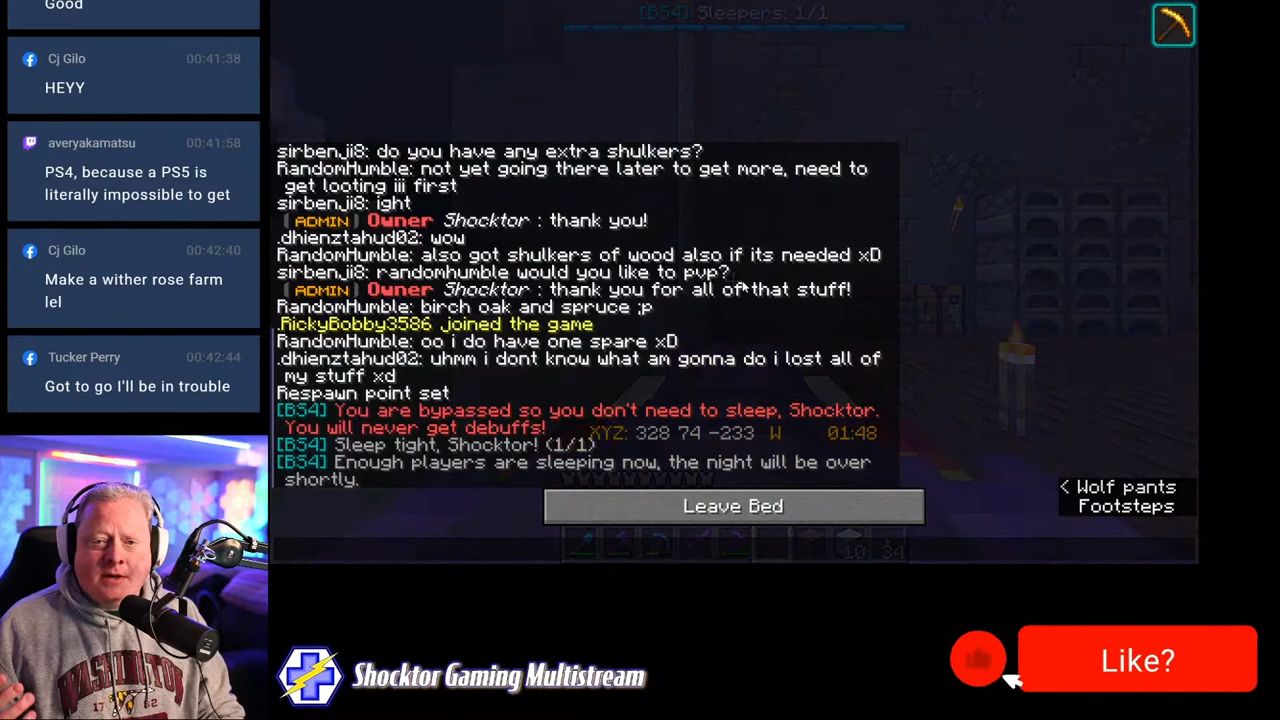 Good
Cj Gilo 00:41:38
HEYY
averyakamatsu 00:41:58
PS4, because a PS5 is
literally impossible to get
Cj Gilo 00:42:40
Make a wither rose farm
lel
Tucker Perry 00:42:44
Got to go I'll be in trouble
[BS4] Sleepers: 1/1
sirbenji8: do you have any extra shulkers?
RandomHumble: not yet going there later to get more, need to
get looting iii first
sirbenji8: ight
[ADMIN] Owner Shocktor : thank you!
.dhienztahud02: wow
RandomHumble: also got shulkers of wood also if its needed xD
sirbenji8: randomhumble would you like to pvp?
[ADMIN] Owner Shocktor : thank you for all of that stuff!
RandomHumble: birch oak and spruce ;p
.RickyBobby3586 joined the game
RandomHumble: oo i do have one spare xD
.dhienztahud02: uhmm i dont know what am gonna do i lost all of
my stuff xd
Respawn point set
[BS4] You are bypassed so you don't need to sleep, Shocktor.
You will never get debuffs!
XYZ: 328 74 -233 W 01:48
[BS4] Sleep tight, Shocktor! (1/1)
[BS4] Enough players are sleeping now, the night will be over
shortly.
< Wolf pants
Footsteps
Leave Bed
10 34
WASHINGTON
Shocktor Gaming Multistream
Like?